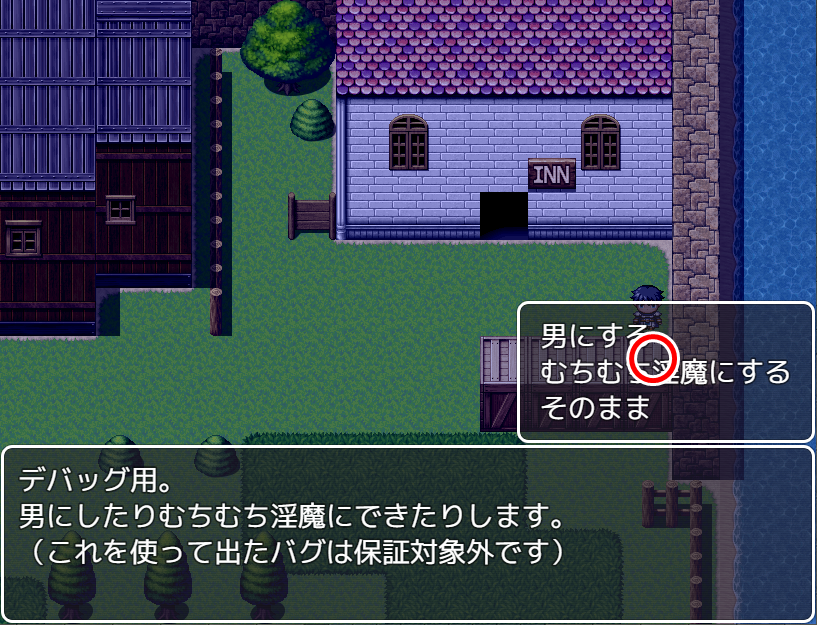 INN
男にする
むちむち淫魔にする
そのまま
デバッグ用。
男にしたりむちむち淫魔にできたりします。
（これを使って出たバグは保証対象外です）